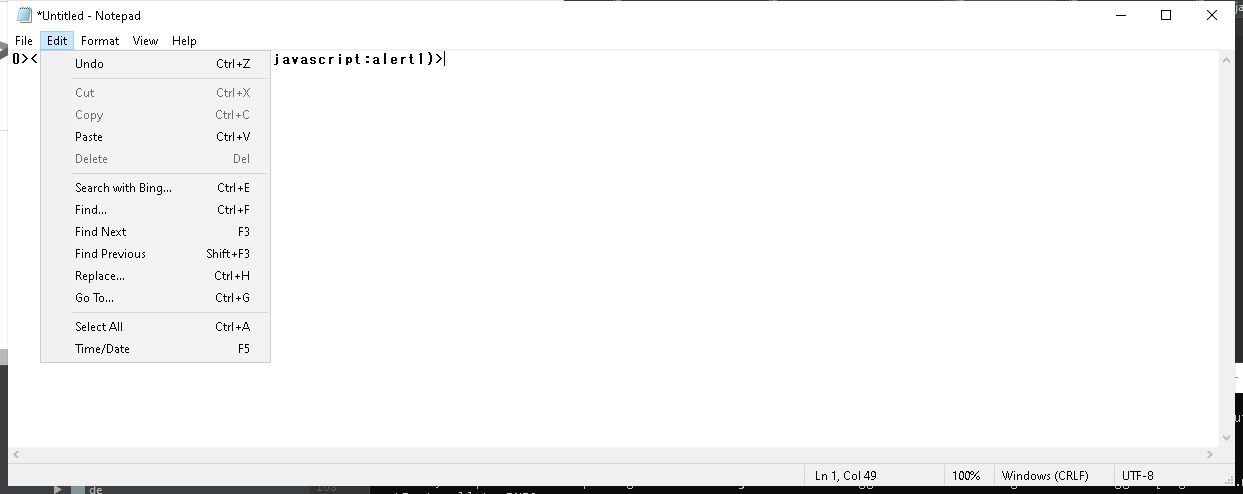 *Untitled - Notepad
File Edit Format View Help
0><
javascript:alert1)>
Undo Ctrl+Z
Cut Ctrl+X
Copy Ctrl+C
Paste Ctrl+V
Delete Del
Search with Bing... Ctrl+E
Find... Ctrl+F
Find Next F3
Find Previous Shift+F3
Replace... Ctrl+H
Go To... Ctrl+G
Select All Ctrl+A
Time/Date F5
Ln 1, Col 49 100% Windows (CRLF) UTF-8
de